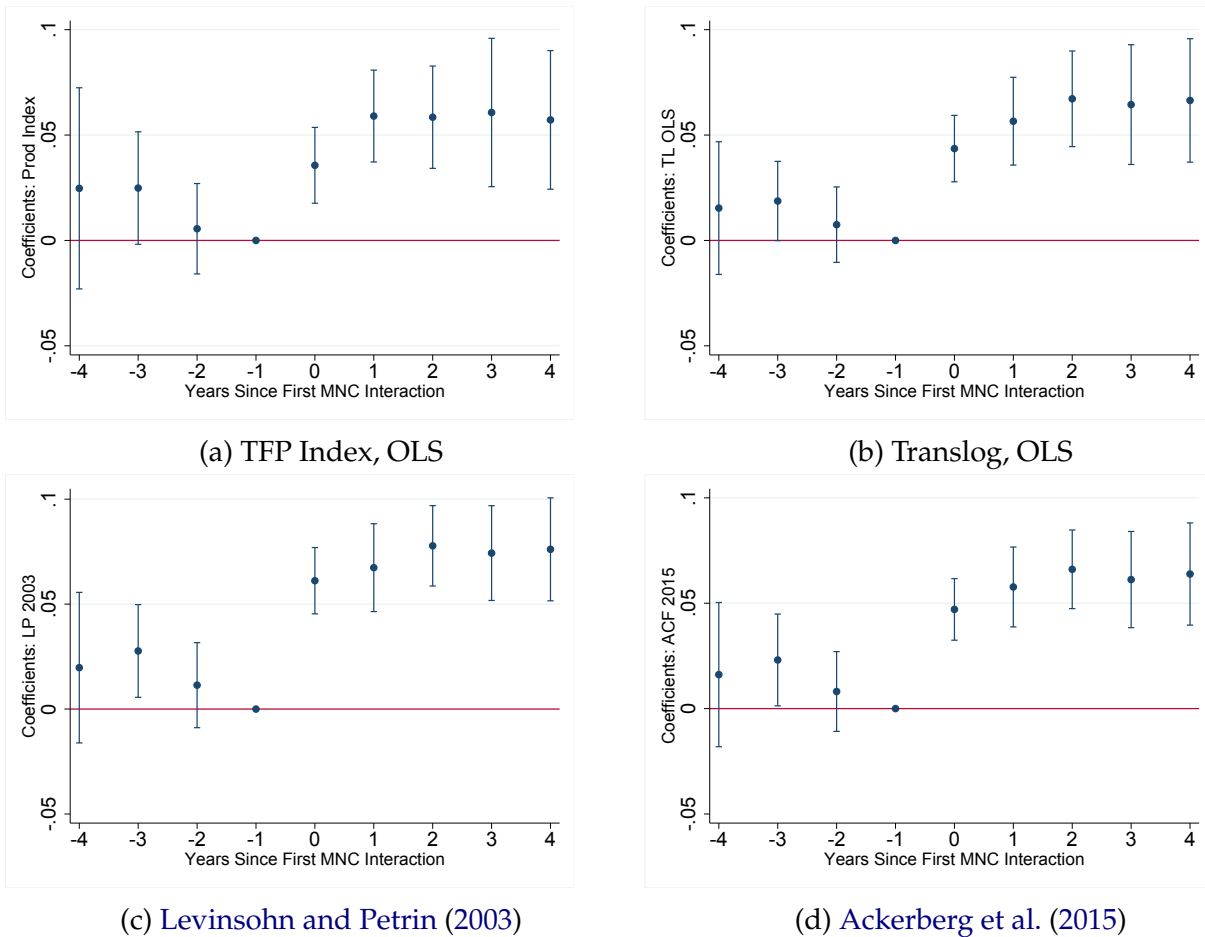 .1
.05
0
-.05
Coefficients: Prod Index
-4 -3 -2 -1 0 1 2 3 4
Years Since First MNC Interaction
(a) TFP Index, OLS
.1
.05
0
-.05
Coefficients: TL OLS
-4 -3 -2 -1 0 1 2 3 4
Years Since First MNC Interaction
(b) Translog, OLS
.1
.05
0
-.05
Coefficients: LP 2003
-4 -3 -2 -1 0 1 2 3 4
Years Since First MNC Interaction
(c) Levinsohn and Petrin (2003)
.1
.05
0
-.05
Coefficients: ACF 2015
-4 -3 -2 -1 0 1 2 3 4
Years Since First MNC Interaction
(d) Ackerberg et al. (2015)